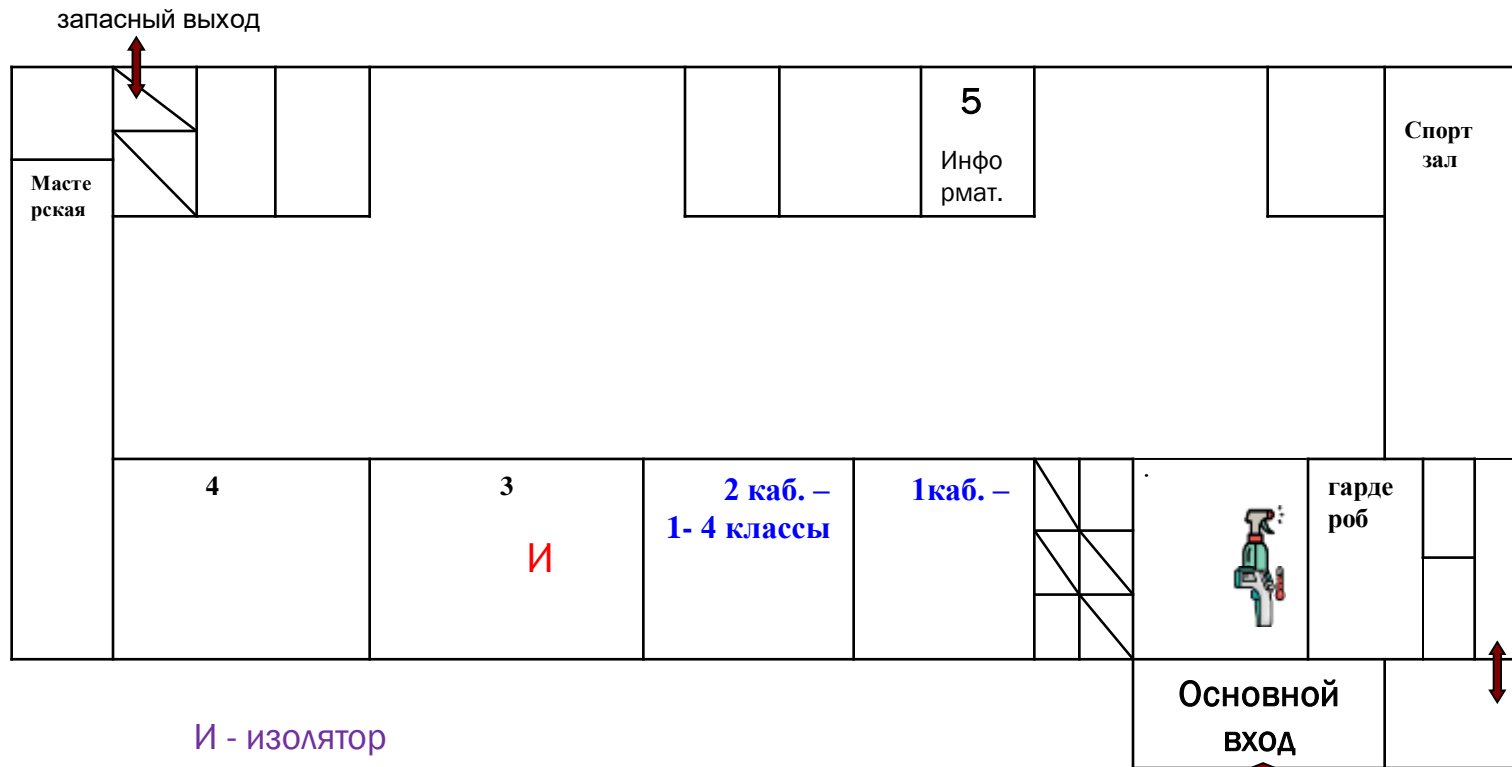 запасный выход
5
Инфо
рмат.
Спорт
зал
Масте
рская
4
3
И
2 каб. –
1- 4 классы
1каб. –
.
гарде
роб
Основной
вход
И - изолятор